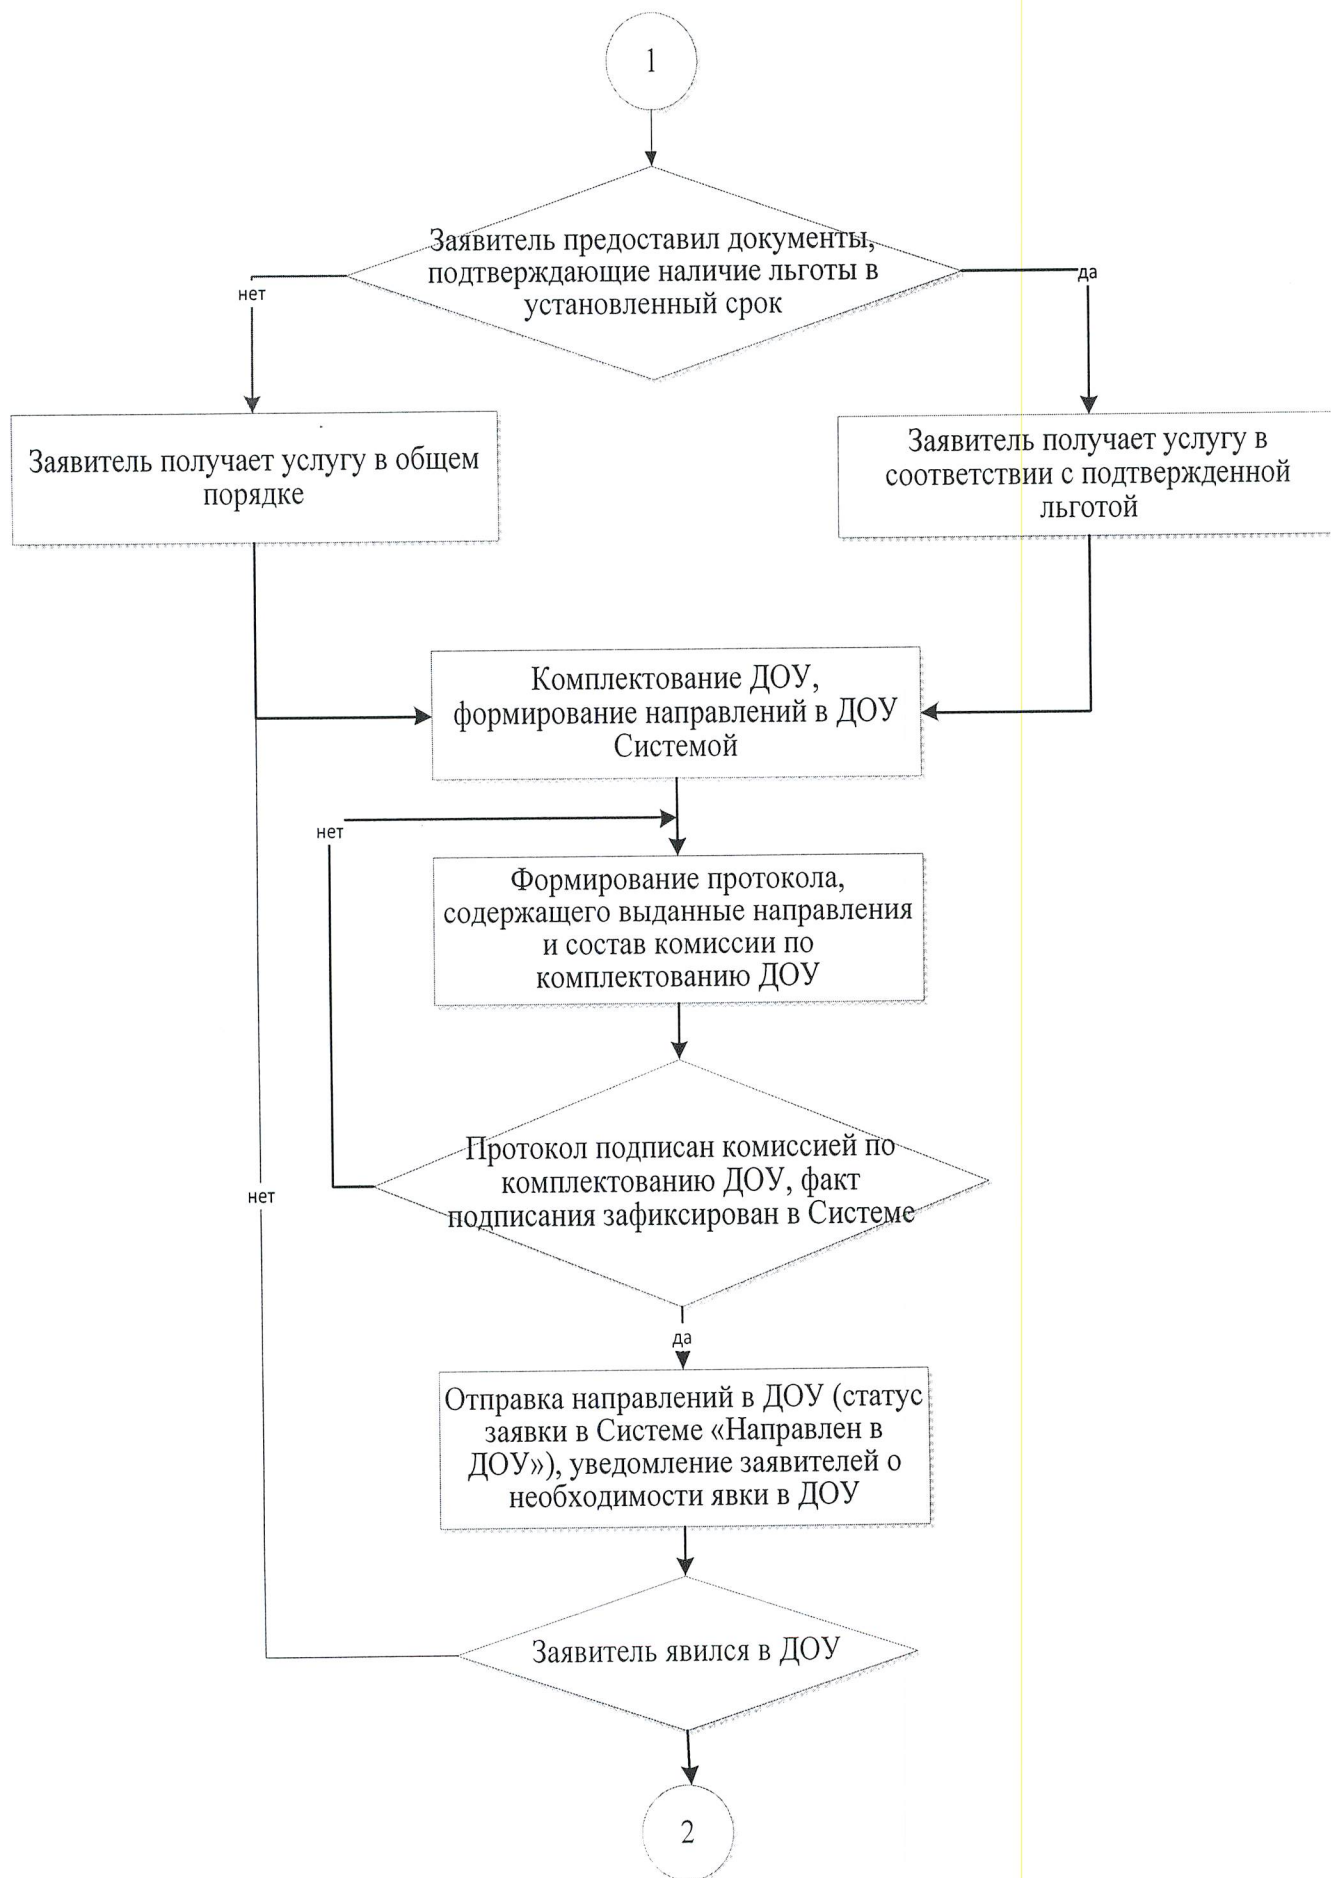 1
Заявитель предоставил документы,
подтверждающие наличие льготы в
установленный срок
нет
да
Заявитель получает услугу в общем
порядке
Заявитель получает услугу в
соответствии с подтвержденной
льготой
Комплектование ДОУ,
формирование направлений в ДОУ
Системой
нет
Формирование протокола,
содержащего выданные направления
и состав комиссии по
комплектованию ДОУ
Протокол подписан комиссией по
комплектованию ДОУ, факт
подписания зафиксирован в Системе
нет
да
Отправка направлений в ДОУ (статус
заявки в Системе «Направлен в
ДОУ»), уведомление заявителей о
необходимости явки в ДОУ
Заявитель явился в ДОУ
2